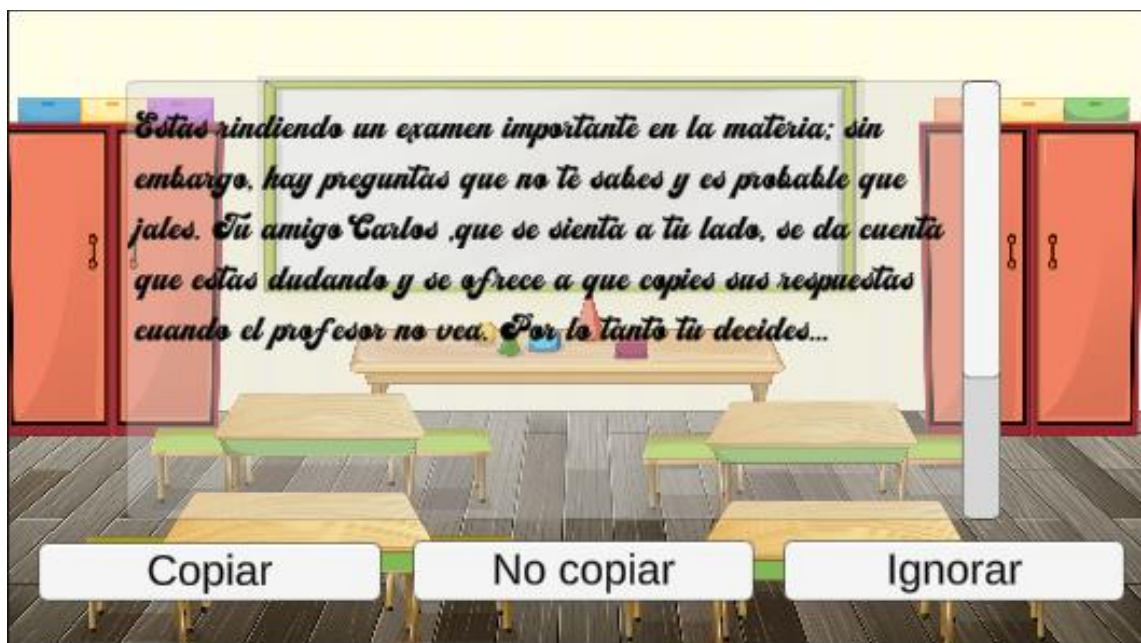 Estas rindiendo un examen importante en la materia; sin
embargo, hay preguntas que no te sabes y es probable que
jales. Tu amigo Carlos ,que se sienta a tu lado, se da cuenta
que estas dudando y se ofrece a que copies sus respuestas
cuando el profesor no vea. Por lo tanto tu decides...
Copiar
No copiar
Ignorar